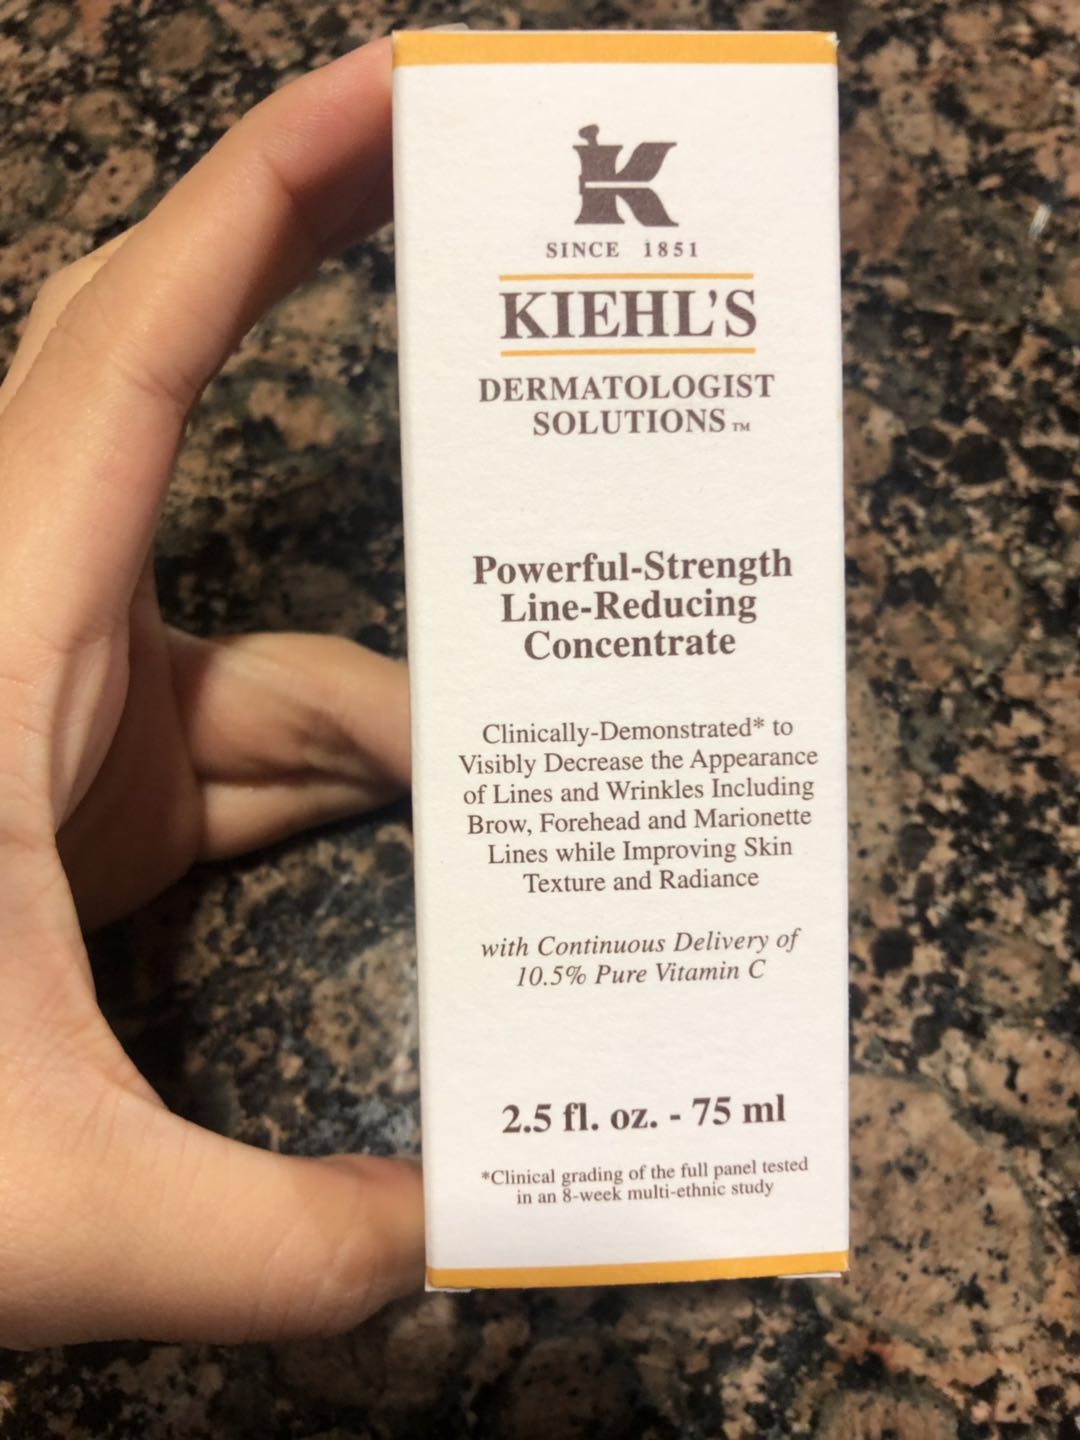 K
SINCE 1851
KIEHL'S
DERMATOLOGIST
SOLUTIONS™
Powerful-Strength
Line-Reducing
Concentrate
Clinically-Demonstrated* to
Visibly Decrease the Appearance
of Lines and Wrinkles Including
Brow, Forehead and Marionette
Lines while Improving Skin
Texture and Radiance
with Continuous Delivery of
10.5% Pure Vitamin C
2.5 fl. oz. - 75 ml
*Clinical grading of the full panel tested
in an 8-week multi-ethnic study